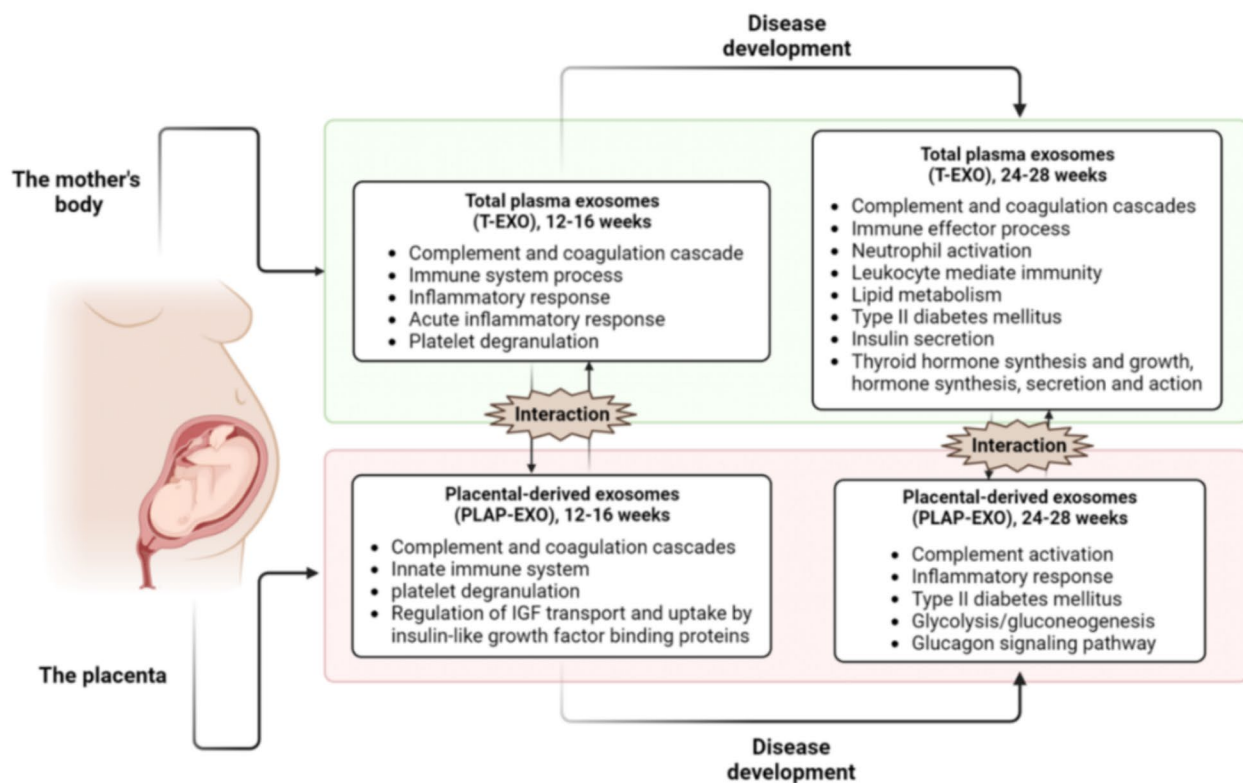 Disease
development
The mother's
body
Total plasma exosomes
(T-EXO), 12-16 weeks
• Complement and coagulation cascade
• Immune system process
• Inflammatory response
• Acute inflammatory response
• Platelet degranulation
Total plasma exosomes
(T-EXO), 24-28 weeks
• Complement and coagulation cascades
• Immune effector process
• Neutrophil activation
• Leukocyte mediate immunity
• Lipid metabolism
• Type II diabetes mellitus
• Insulin secretion
• Thyroid hormone synthesis and growth,
hormone synthesis, secretion and action
Interaction
Interaction
Placental-derived exosomes
(PLAP-EXO), 12-16 weeks
• Complement and coagulation cascades
• Innate immune system
• platelet degranulation
• Regulation of IGF transport and uptake by
insulin-like growth factor binding proteins
Placental-derived exosomes
(PLAP-EXO), 24-28 weeks
• Complement activation
• Inflammatory response
• Type II diabetes mellitus
• Glycolysis/gluconeogenesis
• Glucagon signaling pathway
The placenta
Disease
development